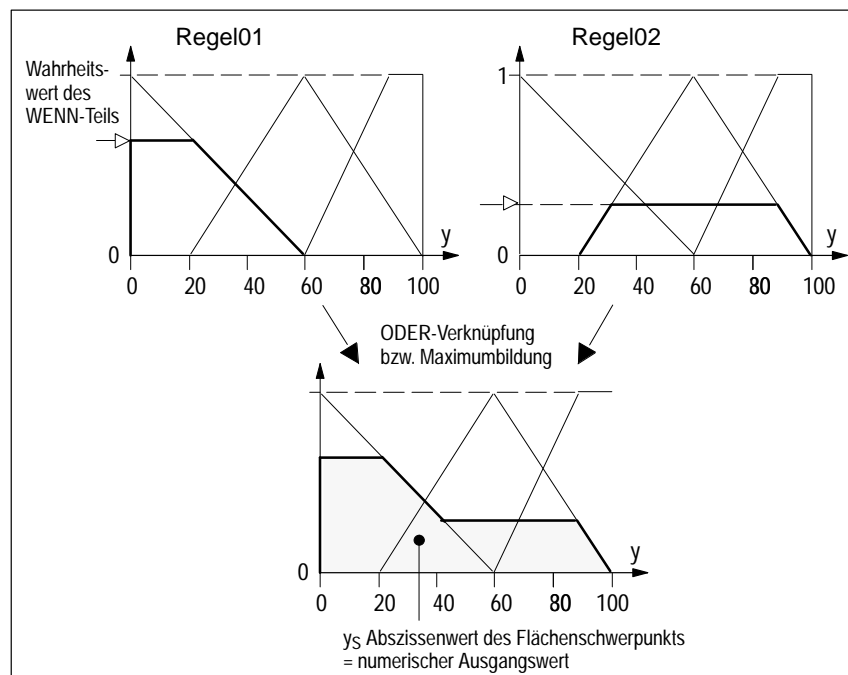 Regel01
Regel02
Wahrheits-
wert des
WENN-Teils
1
0
y
0
y
0 20 40 60 80 100
0 20 40 60 80 100
ODER-Verknüpfung
bzw. Maximumbildung
0
y
0 20 40 60 80 100
yS Abszissenwert des Flächenschwerpunkts
= numerischer Ausgangswert